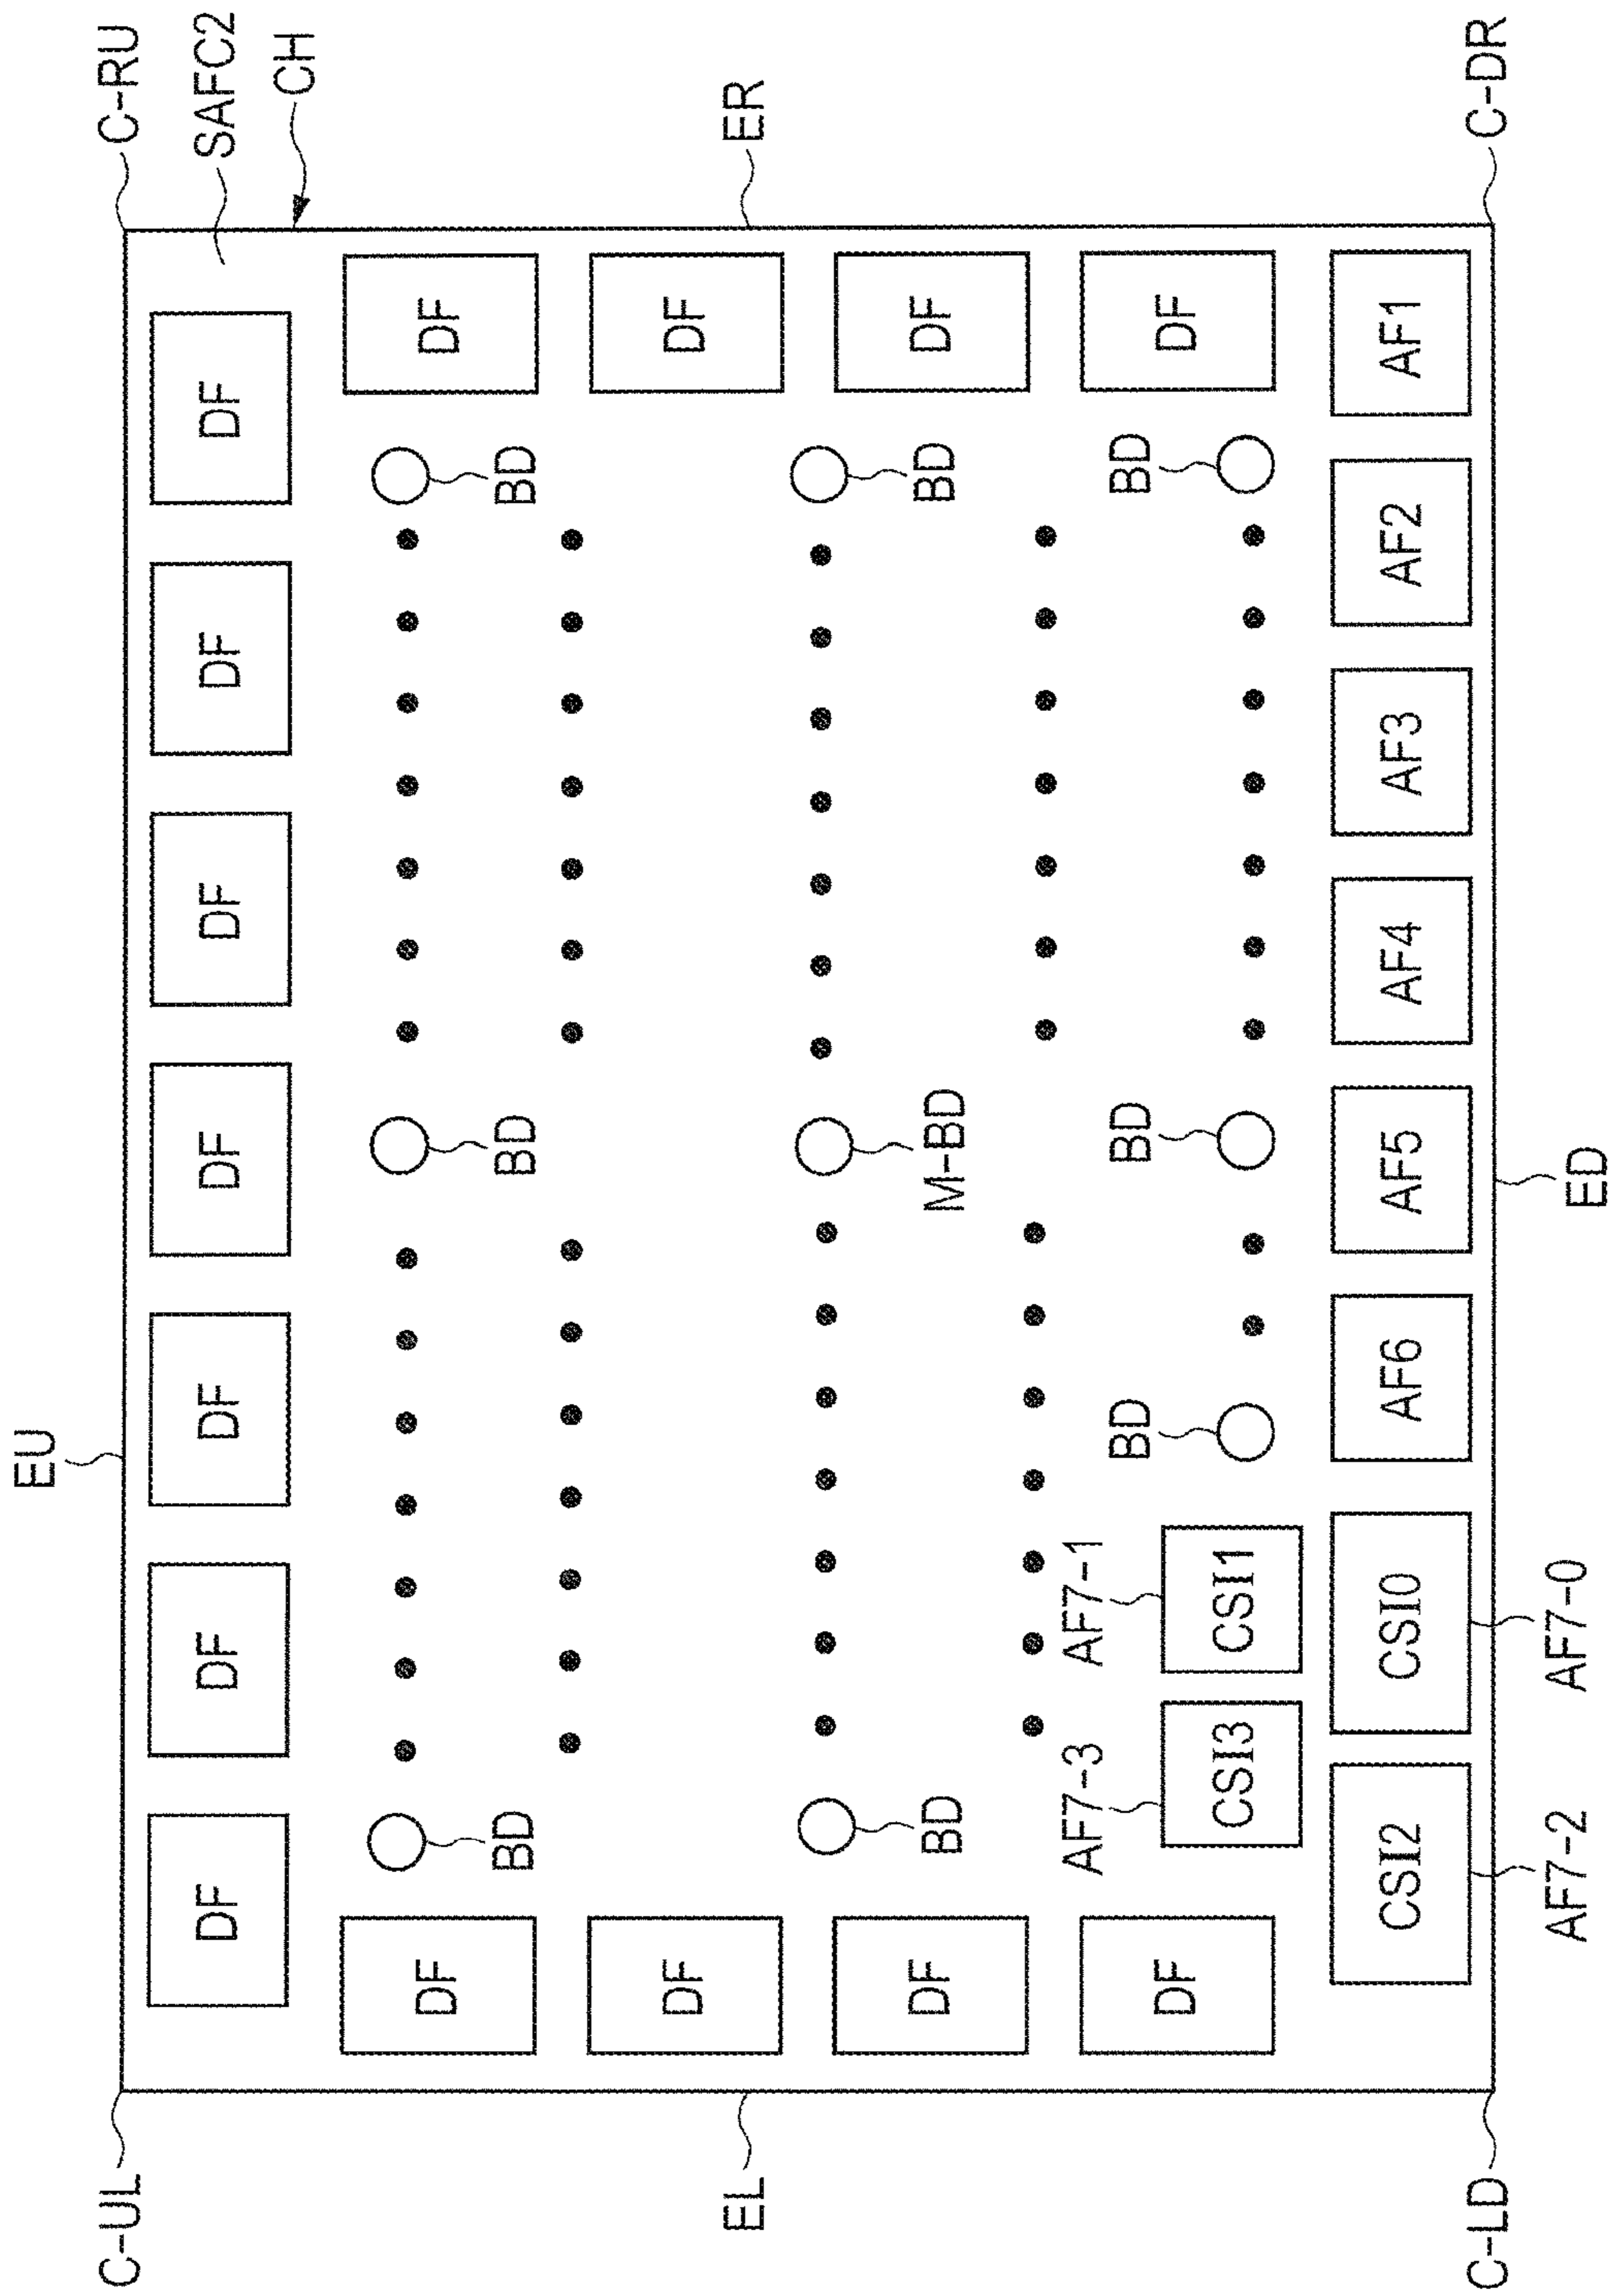 EU
C-UL
C-RU
DF
DF
DF
DF
DF
DF
DF
SAFC2
CH
DF
DF
BD
BD
BD
DF
DF
EL
ER
DF
BD
M-BD
BD
DF
AF7-3
AF7-1
BD
BD
BD
DF
CSI3
CSI1
DF
CSI2
CSI0
AF6
AF5
AF4
AF3
AF2
AF1
C-LD
C-DR
AF7-2
AF7-0
ED